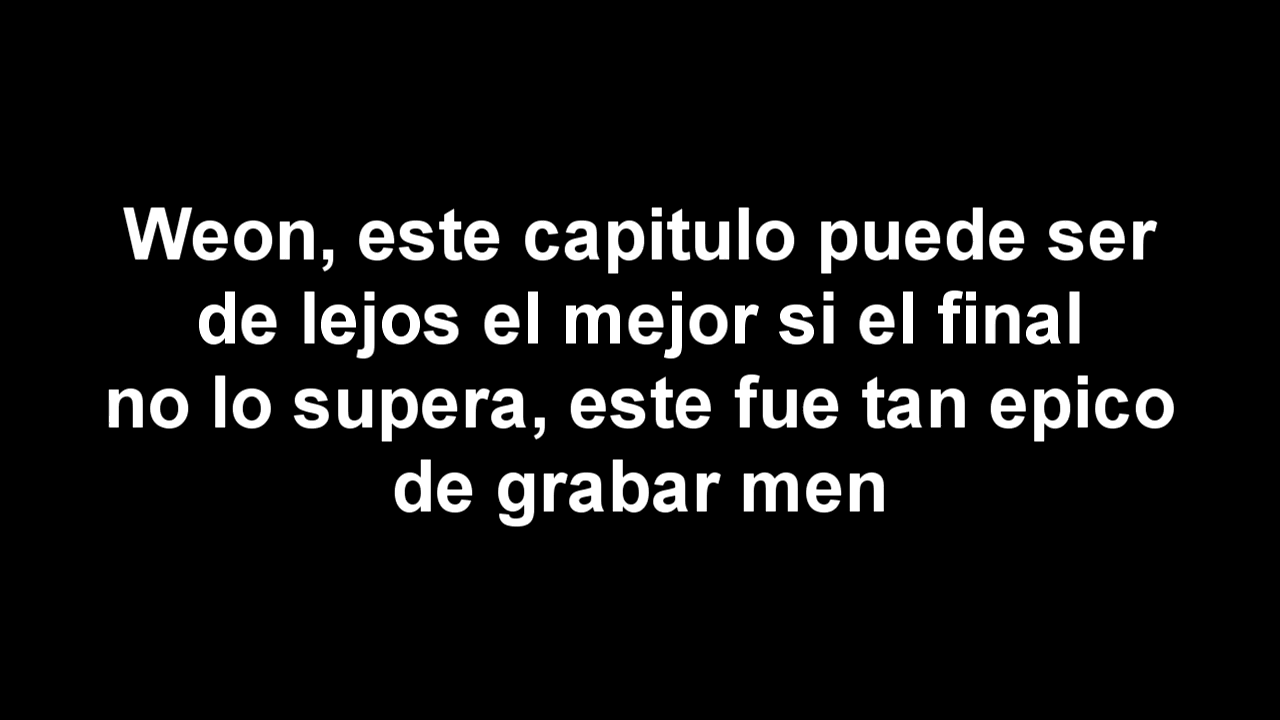 Weon, este capitulo puede ser
de lejos el mejor si el final
no lo supera, este fue tan epico
de grabar men